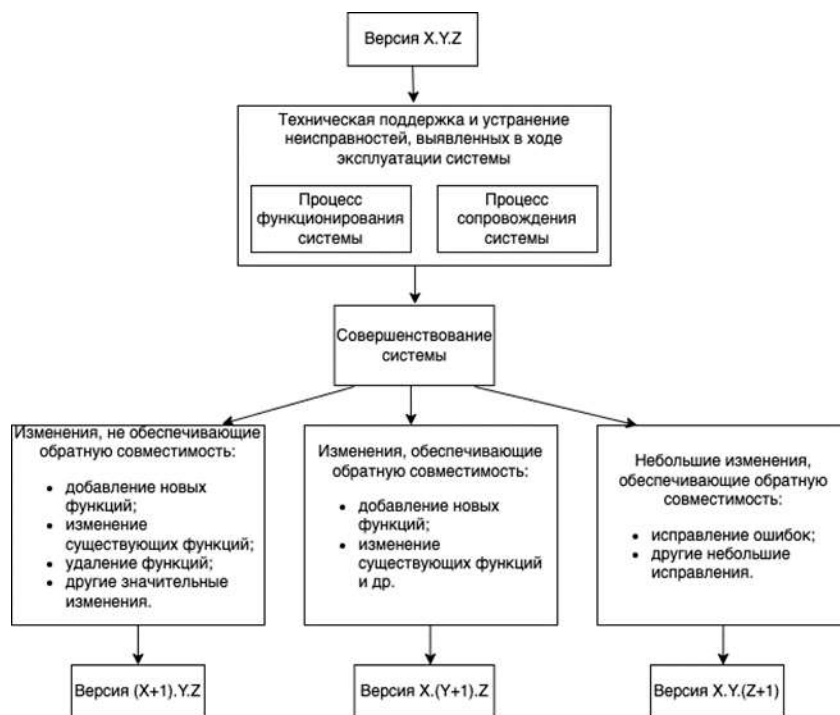 Версия X.Y.Z
Техническая поддержка и устранение
неисправностей, выявленных в ходе
эксплуатации системы
Процесс
функционирования
системы
Процесс
сопровождения
системы
Совершенствование
системы
Изменения, не обеспечивающие
обратную совместимость:
• добавление новых
функций;
• изменение
существующих функций;
• удаление функций;
• другие значительные
изменения.
Изменения, обеспечивающие
обратную совместимость:
• добавление новых
функций;
• изменение
существующих функций
и др.
Небольшие изменения,
обеспечивающие обратную
совместимость:
• исправление ошибок;
• другие небольшие
исправления.
Версия (X+1).Y.Z
Версия X.(Y+1).Z
Версия X.Y.(Z+1)